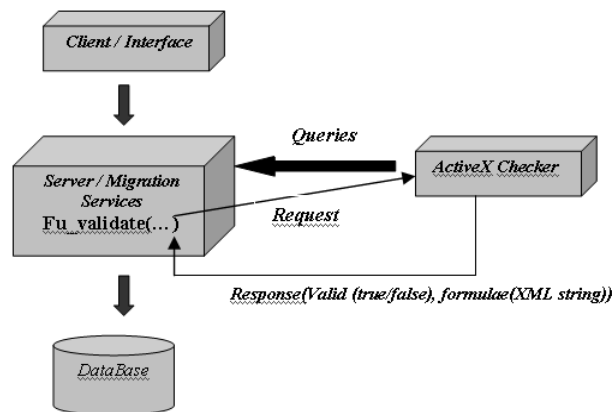 Client / Interface
Queries
ActiveX Checker
Server / Migration
Services
Fu_validate(...)
Request
Response(Valid (true/false), formulae(XML string))
DataBase